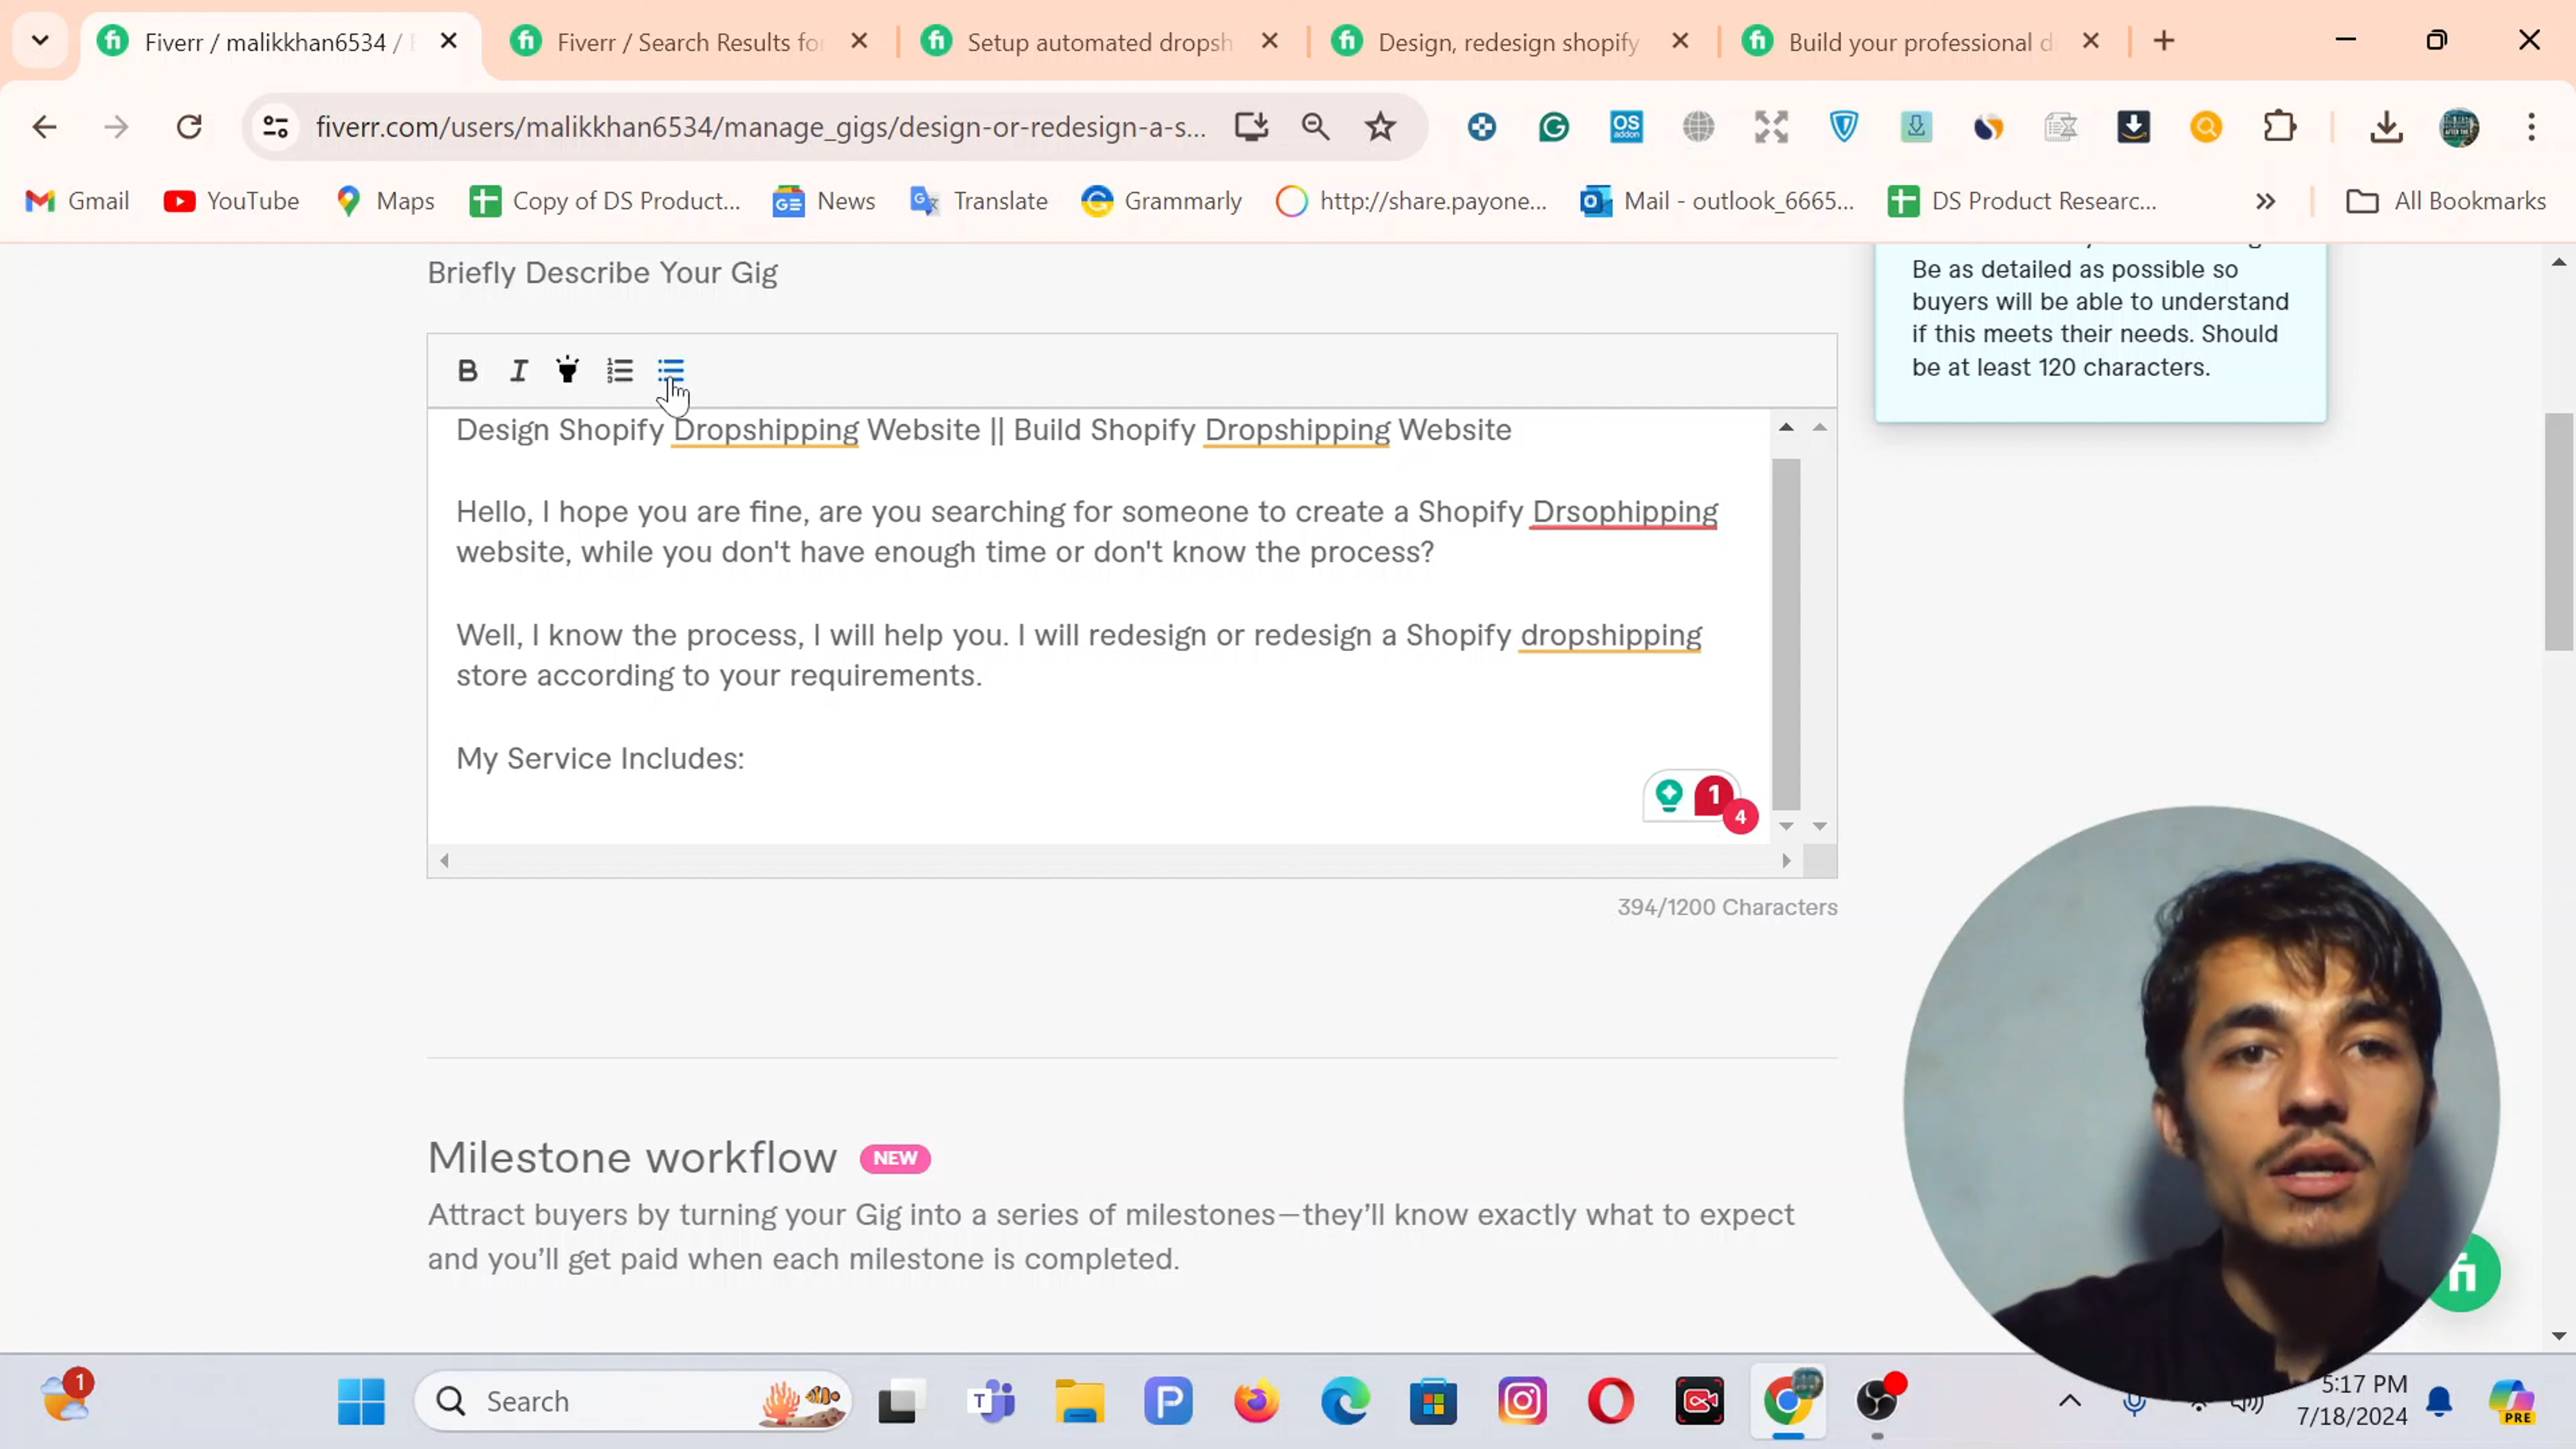 Fiverr / malikkhan6534 /
Fiverr / Search Results fo
Setup automated dropsh
Design, redesign shopify
Build your professional d
fiverr.com/users/malikkhan6534/manage_gigs/design-or-redesign-a-s...
Gmail
YouTube
Maps
Copy of DS Product...
News
Translate
Grammarly
http://share.payone...
Mail - outlook_6665...
DS Product Researc...
All Bookmarks
Briefly Describe Your Gig
Be as detailed as possible so
buyers will be able to understand
if this meets their needs. Should
be at least 120 characters.
Design Shopify Dropshipping Website || Build Shopify Dropshipping Website
Hello, I hope you are fine, are you searching for someone to create a Shopify Drsophipping
website, while you don't have enough time or don't know the process?
Well, I know the process, I will help you. I will redesign or redesign a Shopify dropshipping
store according to your requirements.
My Service Includes:
1
4
394/1200 Characters
Milestone workflow NEW
Attract buyers by turning your Gig into a series of milestones—they’ll know exactly what to expect
and you’ll get paid when each milestone is completed.
fi
1
Search
5:17 PM
7/18/2024
PRE